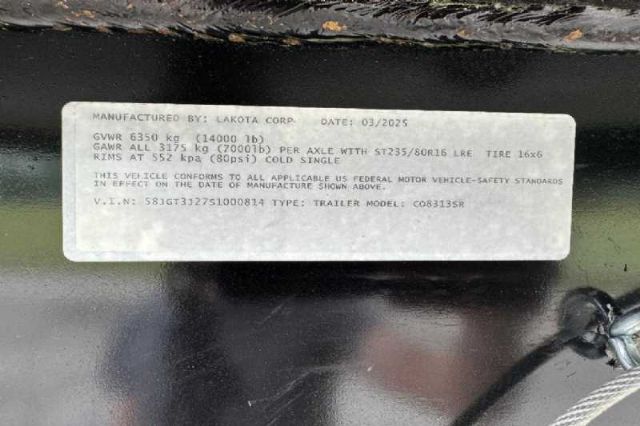 MANUFACTURED BY: LAKOTA CORP DATE: 03/2025
GVWR 6350 kg (14000 lb)
GAWR ALL 3175 kg (7000lb) PER AXLE WITH ST235/80R16 LRE TIRE 16x6
RIMS AT 552 kpa (80psi) COLD SINGLE
THIS VEHICLE CONFORMS TO ALL APPLICABLE US FEDERAL MOTOR VEHICLE-SAFETY STANDARDS
IN EFFECT ON THE DATE OF MANUFACTURE SHOWN ABOVE.
V.I.N: 58JGT3J27S1000814 TYPE: TRAILER MODEL: CO8313SR